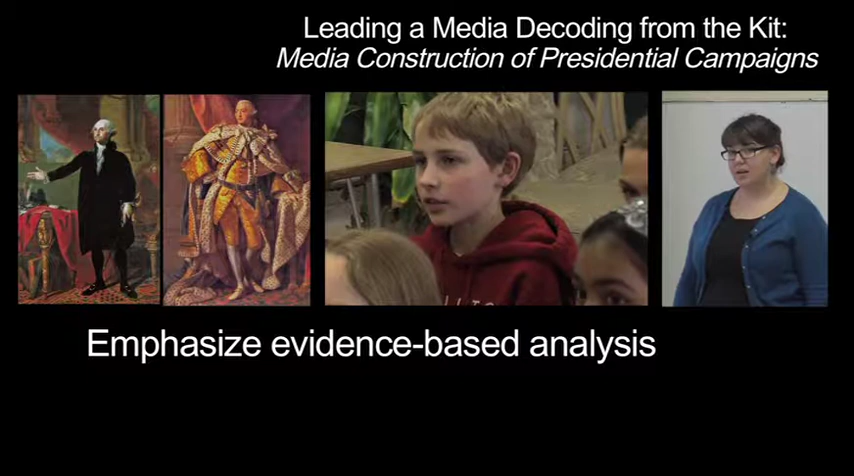 Leading a Media Decoding from the Kit:
Media Construction of Presidential Campaigns
Emphasize evidence-based analysis